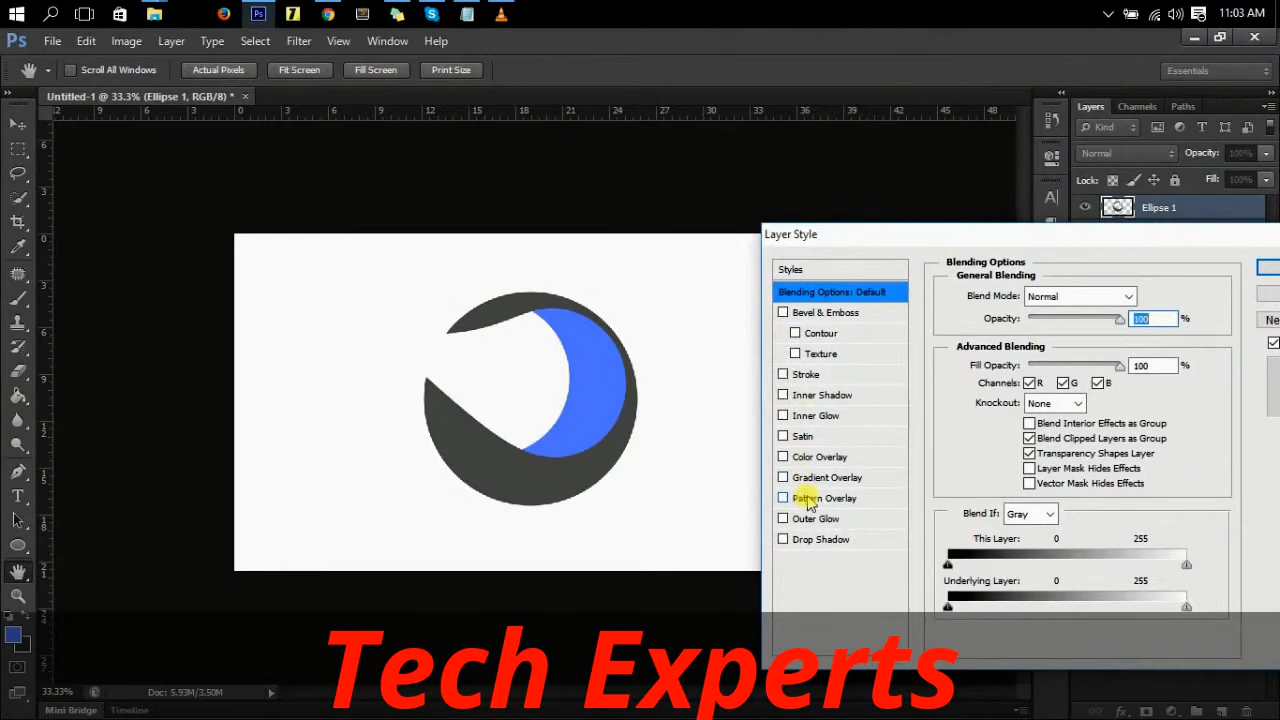 11:03 AM
Ps File Edit Image Layer Type Select Filter View Window Help
Scroll All Windows Actual Pixels Fit Screen Fill Screen Print Size Essentials
Untitled-1 @ 33.3% (Ellipse 1, RGB/8) * ×
Layers Channels Paths
Kind
Normal Opacity: 100%
Lock: Fill: 100%
Ellipse 1
Layer Style
Styles
Blending Options: Default
Bevel & Emboss
Contour
Texture
Stroke
Inner Shadow
Inner Glow
Satin
Color Overlay
Gradient Overlay
Pattern Overlay
Outer Glow
Drop Shadow
Blending Options
General Blending
Blend Mode: Normal
Opacity: 100 %
Advanced Blending
Fill Opacity: 100 %
Channels: R G B
Knockout: None
Blend Interior Effects as Group
Blend Clipped Layers as Group
Transparency Shapes Layer
Layer Mask Hides Effects
Vector Mask Hides Effects
Blend If: Gray
This Layer: 0 255
Underlying Layer: 0 255
Ne
Tech Experts
33.33% Doc: 5.93M/3.50M
Mini Bridge Timeline